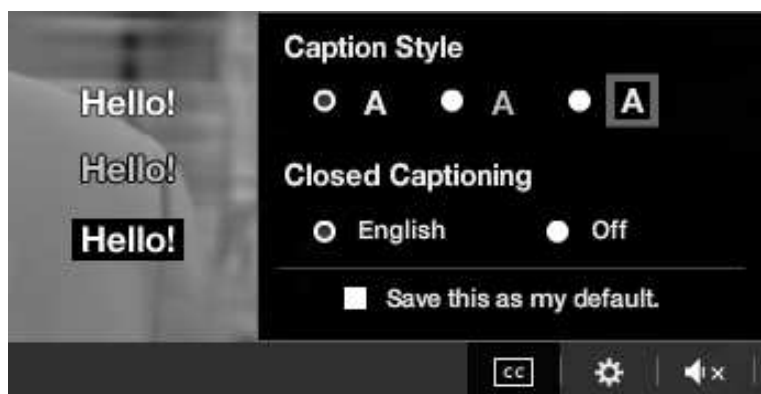 Hello!
Hello!
Hello!
Caption Style
A A A
Closed Captioning
English Off
Save this as my default.
CC